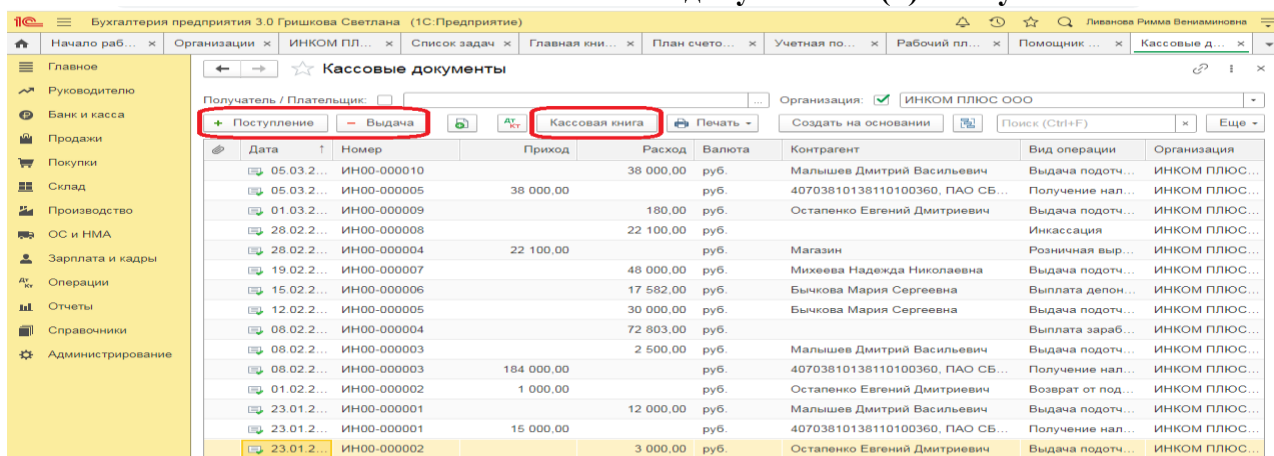 Бухгалтерия предприятия 3.0 Гришкова Светлана (1С:Предприятие) Ливанова Римма Вениаминовна
Начало раб... × Организации × ИНКОМ ПЛ... × Список задач × Главная кни... × План счето... × Учетная по... × Рабочий пл... × Помощник ... × Кассовые д... ×
Главное
Руководителю
Банк и касса
Продажи
Покупки
Склад
Производство
ОС и НМА
Зарплата и кадры
Операции
Отчеты
Справочники
Администрирование
← → Кассовые документы
Получатель / Плательщик: ... Организация: ИНКОМ ПЛЮС ООО
+ Поступление − Выдача Дт Кт Кассовая книга Печать Создать на основании Поиск (Ctrl+F) × Еще
Дата ↑ Номер Приход Расход Валюта Контрагент Вид операции Организация
05.03.2... ИН00-000010 38 000,00 руб. Малышев Дмитрий Васильевич Выдача подотч... ИНКОМ ПЛЮС...
05.03.2... ИН00-000005 38 000,00 руб. 40703810138110100360, ПАО СБ... Получение нал... ИНКОМ ПЛЮС...
01.03.2... ИН00-000009 180,00 руб. Остапенко Евгений Дмитриевич Выдача подотч... ИНКОМ ПЛЮС...
28.02.2... ИН00-000008 22 100,00 руб. Инкассация ИНКОМ ПЛЮС...
28.02.2... ИН00-000004 22 100,00 руб. Магазин Розничная выр... ИНКОМ ПЛЮС...
19.02.2... ИН00-000007 48 000,00 руб. Михеева Надежда Николаевна Выдача подотч... ИНКОМ ПЛЮС...
15.02.2... ИН00-000006 17 582,00 руб. Бычкова Мария Сергеевна Выплата депон... ИНКОМ ПЛЮС...
12.02.2... ИН00-000005 30 000,00 руб. Бычкова Мария Сергеевна Выдача подотч... ИНКОМ ПЛЮС...
08.02.2... ИН00-000004 72 803,00 руб. Выплата зараб... ИНКОМ ПЛЮС...
08.02.2... ИН00-000003 2 500,00 руб. Малышев Дмитрий Васильевич Выдача подотч... ИНКОМ ПЛЮС...
08.02.2... ИН00-000003 184 000,00 руб. 40703810138110100360, ПАО СБ... Получение нал... ИНКОМ ПЛЮС...
01.02.2... ИН00-000002 1 000,00 руб. Остапенко Евгений Дмитриевич Возврат от под... ИНКОМ ПЛЮС...
23.01.2... ИН00-000001 12 000,00 руб. Малышев Дмитрий Васильевич Выдача подотч... ИНКОМ ПЛЮС...
23.01.2... ИН00-000001 15 000,00 руб. 40703810138110100360, ПАО СБ... Получение нал... ИНКОМ ПЛЮС...
23.01.2... ИН00-000002 3 000,00 руб. Остапенко Евгений Дмитриевич Выдача подотч... ИНКОМ ПЛЮС...